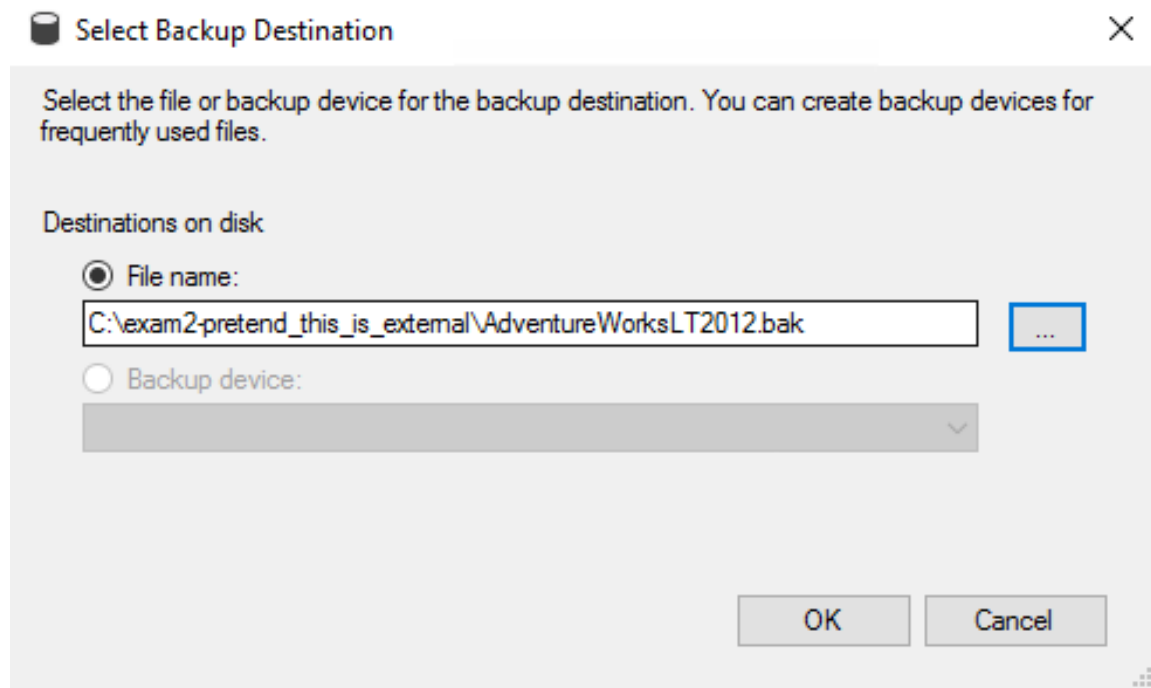 Select Backup Destination
Select the file or backup device for the backup destination. You can create backup devices for
frequently used files.
Destinations on disk
File name:
C:\exam2-pretend_this_is_external\AdventureWorksLT2012.bak
...
Backup device:
OK
Cancel